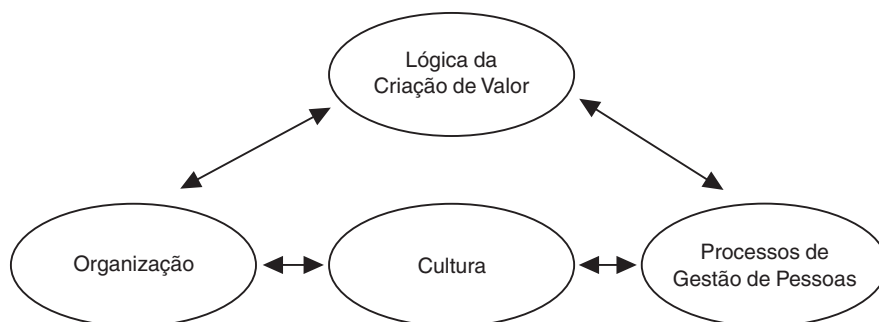 Lógica da
Criação de Valor
Organização
Cultura
Processos de
Gestão de Pessoas